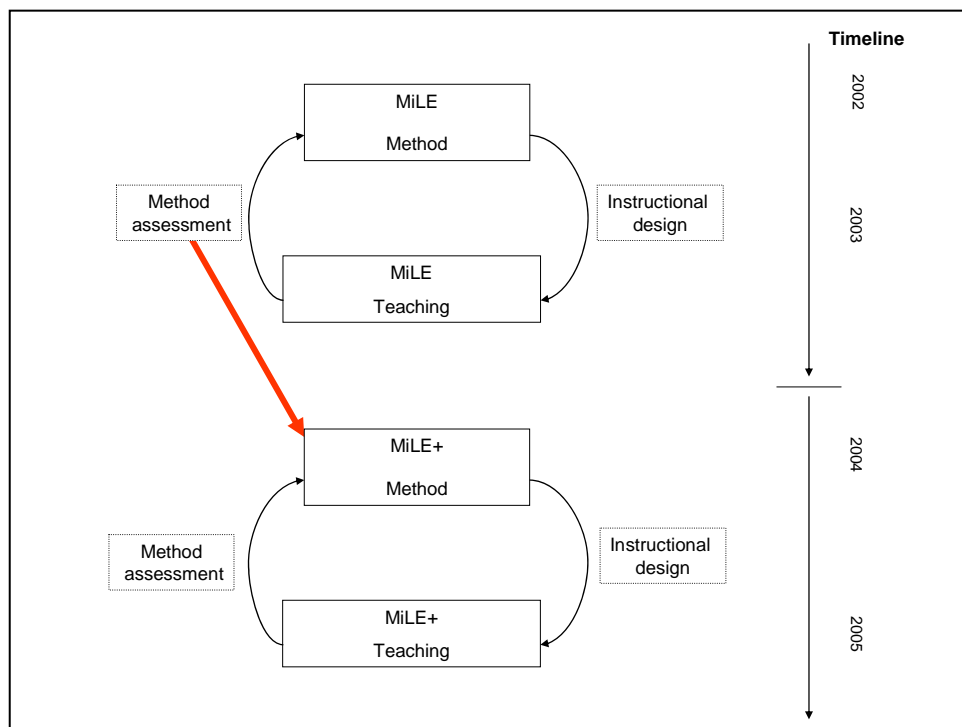 Timeline
2002
MiLE
Method
Method
assessment
Instructional
design
2003
MiLE
Teaching
MiLE+
Method
2004
Method
assessment
Instructional
design
MiLE+
Teaching
2005